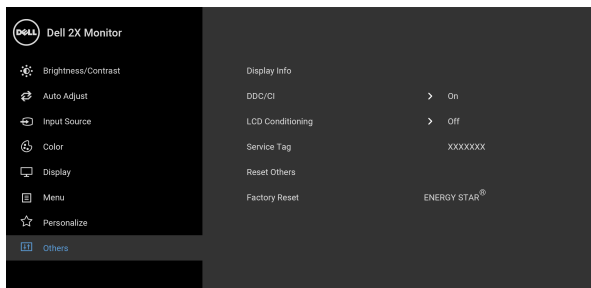 DELL Dell 2X Monitor
Brightness/Contrast
Auto Adjust
Input Source
Color
Display
Menu
Personalize
Others
Display Info
DDC/CI > On
LCD Conditioning > Off
Service Tag XXXXXXX
Reset Others
Factory Reset ENERGY STAR®